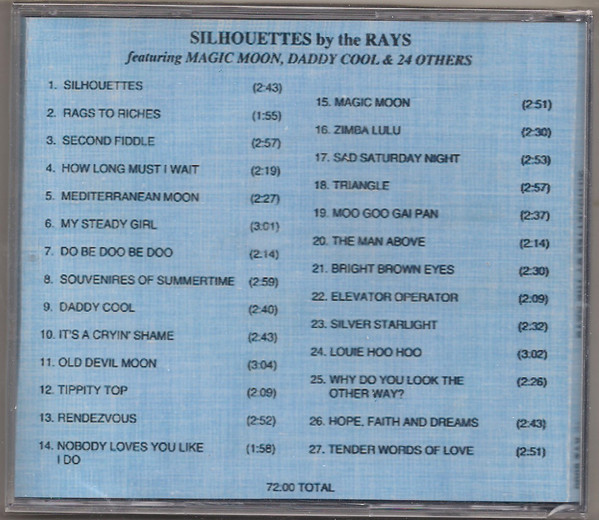 SILHOUETTES by the RAYS
featuring MAGIC MOON, DADDY COOL & 24 OTHERS
1. SILHOUETTES (2:43)
2. RAGS TO RICHES (1:55)
3. SECOND FIDDLE (2:57)
4. HOW LONG MUST I WAIT (2:19)
5. MEDITERRANEAN MOON (2:27)
6. MY STEADY GIRL (3:01)
7. DO BE DOO BE DOO (2:14)
8. SOUVENIRES OF SUMMERTIME (2:59)
9. DADDY COOL (2:40)
10. IT'S A CRYIN' SHAME (2:43)
11. OLD DEVIL MOON (3:04)
12. TIPPITY TOP (2:09)
13. RENDEZVOUS (2:52)
14. NOBODY LOVES YOU LIKE (1:58)
I DO
15. MAGIC MOON (2:51)
16. ZIMBA LULU (2:30)
17. SAD SATURDAY NIGHT (2:53)
18. TRIANGLE (2:57)
19. MOO GOO GAI PAN (2:37)
20. THE MAN ABOVE (2:14)
21. BRIGHT BROWN EYES (2:30)
22. ELEVATOR OPERATOR (2:09)
23. SILVER STARLIGHT (2:32)
24. LOUIE HOO HOO (3:02)
25. WHY DO YOU LOOK THE (2:26)
OTHER WAY?
26. HOPE, FAITH AND DREAMS (2:43)
27. TENDER WORDS OF LOVE (2:51)
72:00 TOTAL